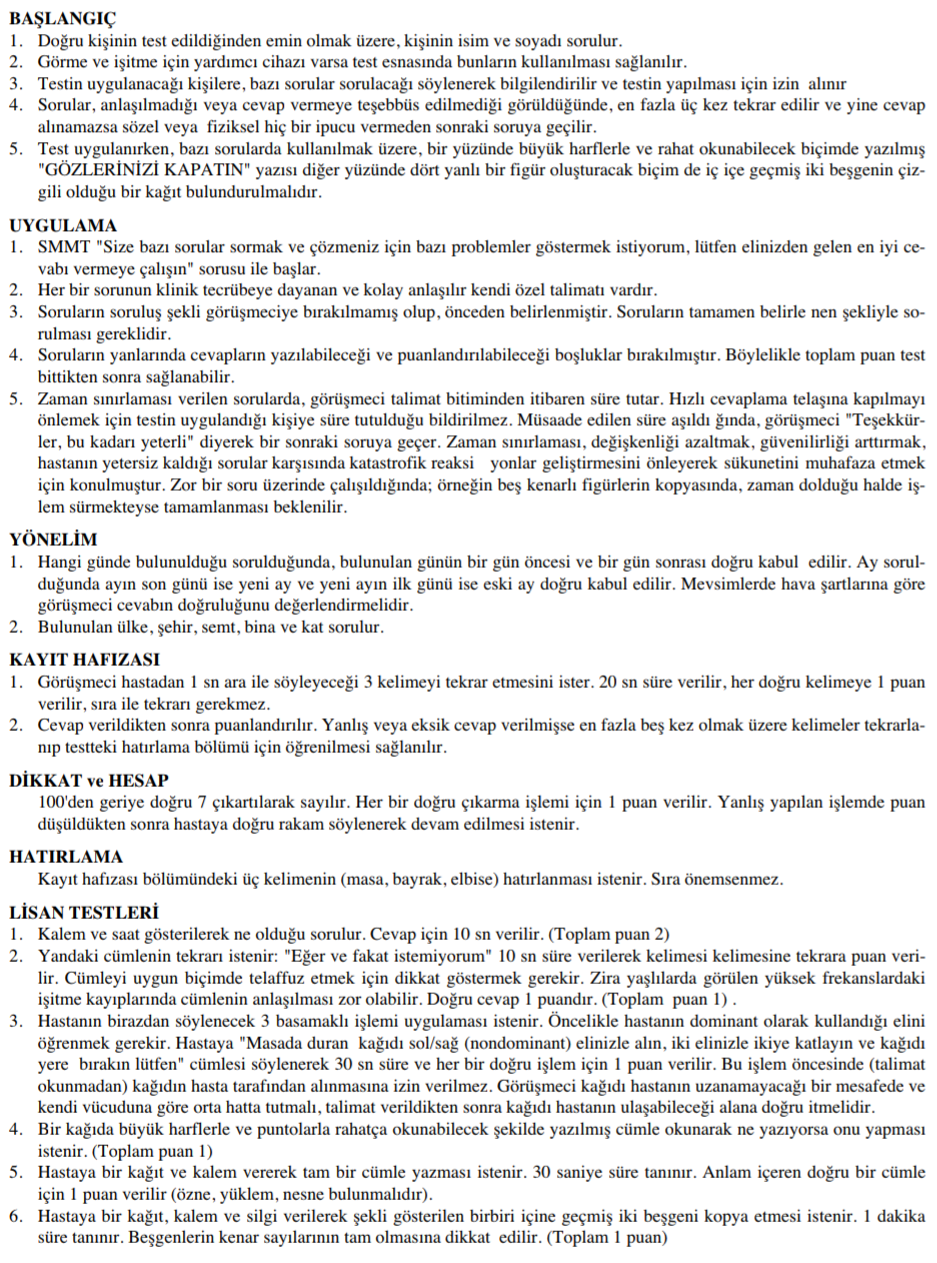 BAŞLANGIÇ
1. Doğru kişinin test edildiğinden emin olmak üzere, kişinin isim ve soyadı sorulur.
2. Görme ve işitme için yardımcı cihazı varsa test esnasında bunların kullanılması sağlanılır.
3. Testin uygulanacağı kişilere, bazı sorular sorulacağı söylenerek bilgilendirilir ve testin yapılması için izin alınır
4. Sorular, anlaşılmadığı veya cevap vermeye teşebbüs edilmediği görüldüğünde, en fazla üç kez tekrar edilir ve yine cevap
alınamazsa sözel veya fiziksel hiç bir ipucu vermeden sonraki soruya geçilir.
5. Test uygulanırken, bazı sorularda kullanılmak üzere, bir yüzünde büyük harflerle ve rahat okunabilecek biçimde yazılmış
"GÖZLERİNİZİ KAPATIN" yazısı diğer yüzünde dört yanlı bir figür oluşturacak biçim de iç içe geçmiş iki beşgenin çiz-
gili olduğu bir kağıt bulundurulmalıdır.
UYGULAMA
1. SMMT "Size bazı sorular sormak ve çözmeniz için bazı problemler göstermek istiyorum, lütfen elinizden gelen en iyi ce-
vabı vermeye çalışın" sorusu ile başlar.
2. Her bir sorunun klinik tecrübeye dayanan ve kolay anlaşılır kendi özel talimatı vardır.
3. Soruların soruluş şekli görüşmeciye bırakılmamış olup, önceden belirlenmiştir. Soruların tamamen belirle nen şekliyle so-
rulması gereklidir.
4. Soruların yanlarında cevapların yazılabileceği ve puanlandırılabileceği boşluklar bırakılmıştır. Böylelikle toplam puan test
bittikten sonra sağlanabilir.
5. Zaman sınırlaması verilen sorularda, görüşmeci talimat bitiminden itibaren süre tutar. Hızlı cevaplama telaşına kapılmayı
önlemek için testin uygulandığı kişiye süre tutulduğu bildirilmez. Müsaade edilen süre aşıldı ğında, görüşmeci "Teşekkür-
ler, bu kadarı yeterli" diyerek bir sonraki soruya geçer. Zaman sınırlaması, değişkenliği azaltmak, güvenilirliği arttırmak,
hastanın yetersiz kaldığı sorular karşısında katastrofik reaksi yonlar geliştirmesini önleyerek sükunetini muhafaza etmek
için konulmuştur. Zor bir soru üzerinde çalışıldığında; örneğin beş kenarlı figürlerin kopyasında, zaman dolduğu halde iş-
lem sürmekteyse tamamlanması beklenilir.
YÖNELİM
1. Hangi günde bulunulduğu sorulduğunda, bulunulan günün bir gün öncesi ve bir gün sonrası doğru kabul edilir. Ay sorul-
duğunda ayın son günü ise yeni ay ve yeni ayın ilk günü ise eski ay doğru kabul edilir. Mevsimlerde hava şartlarına göre
görüşmeci cevabın doğruluğunu değerlendirmelidir.
2. Bulunulan ülke, şehir, semt, bina ve kat sorulur.
KAYIT HAFIZASI
1. Görüşmeci hastadan 1 sn ara ile söyleyeceği 3 kelimeyi tekrar etmesini ister. 20 sn süre verilir, her doğru kelimeye 1 puan
verilir, sıra ile tekrarı gerekmez.
2. Cevap verildikten sonra puanlandırılır. Yanlış veya eksik cevap verilmişse en fazla beş kez olmak üzere kelimeler tekrarla-
nıp testteki hatırlama bölümü için öğrenilmesi sağlanılır.
DİKKAT ve HESAP
100'den geriye doğru 7 çıkartılarak sayılır. Her bir doğru çıkarma işlemi için 1 puan verilir. Yanlış yapılan işlemde puan
düşüldükten sonra hastaya doğru rakam söylenerek devam edilmesi istenir.
HATIRLAMA
Kayıt hafızası bölümündeki üç kelimenin (masa, bayrak, elbise) hatırlanması istenir. Sıra önemsenmez.
LİSAN TESTLERİ
1. Kalem ve saat gösterilerek ne olduğu sorulur. Cevap için 10 sn verilir. (Toplam puan 2)
2. Yandaki cümlenin tekrarı istenir: "Eğer ve fakat istemiyorum" 10 sn süre verilerek kelimesi kelimesine tekrara puan veri-
lir. Cümleyi uygun biçimde telaffuz etmek için dikkat göstermek gerekir. Zira yaşlılarda görülen yüksek frekanslardaki
işitme kayıplarında cümlenin anlaşılması zor olabilir. Doğru cevap 1 puandır. (Toplam puan 1) .
3. Hastanın birazdan söylenecek 3 basamaklı işlemi uygulaması istenir. Öncelikle hastanın dominant olarak kullandığı elini
öğrenmek gerekir. Hastaya "Masada duran kağıdı sol/sağ (nondominant) elinizle alın, iki elinizle ikiye katlayın ve kağıdı
yere bırakın lütfen" cümlesi söylenerek 30 sn süre ve her bir doğru işlem için 1 puan verilir. Bu işlem öncesinde (talimat
okunmadan) kağıdın hasta tarafından alınmasına izin verilmez. Görüşmeci kağıdı hastanın uzanamayacağı bir mesafede ve
kendi vücuduna göre orta hatta tutmalı, talimat verildikten sonra kağıdı hastanın ulaşabileceği alana doğru itmelidir.
4. Bir kağıda büyük harflerle ve puntolarla rahatça okunabilecek şekilde yazılmış cümle okunarak ne yazıyorsa onu yapması
istenir. (Toplam puan 1)
5. Hastaya bir kağıt ve kalem vererek tam bir cümle yazması istenir. 30 saniye süre tanınır. Anlam içeren doğru bir cümle
için 1 puan verilir (özne, yüklem, nesne bulunmalıdır).
6. Hastaya bir kağıt, kalem ve silgi verilerek şekli gösterilen birbiri içine geçmiş iki beşgeni kopya etmesi istenir. 1 dakika
süre tanınır. Beşgenlerin kenar sayılarının tam olmasına dikkat edilir. (Toplam 1 puan)